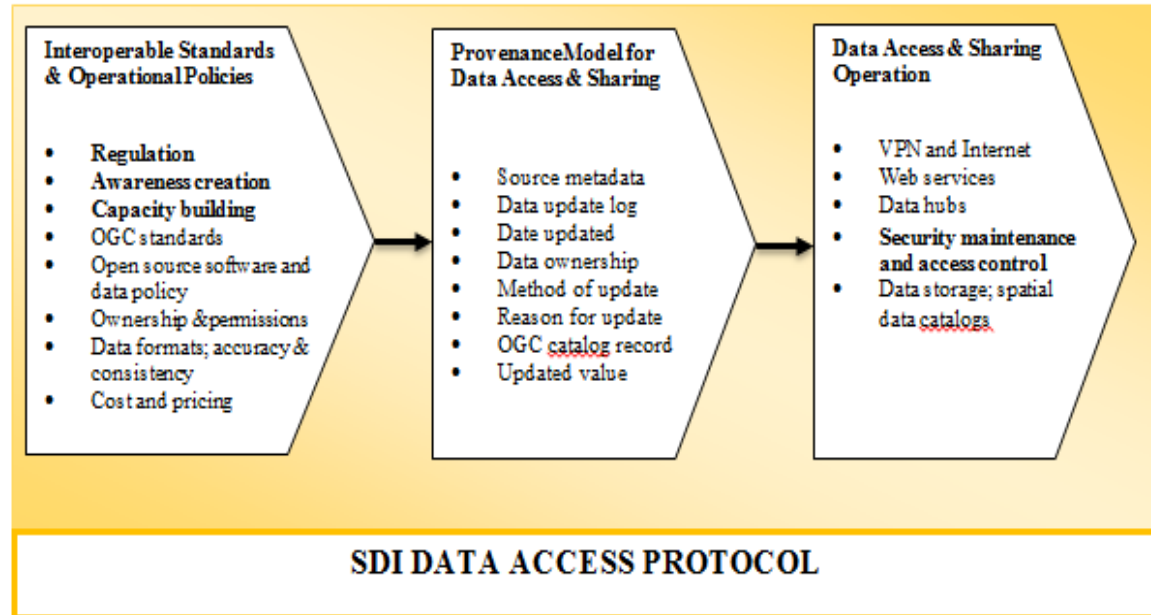 Interoperable Standards
& Operational Policies
• Regulation
• Awareness creation
• Capacity building
• OGC standards
• Open source software and
data policy
• Ownership &permissions
• Data formats; accuracy &
consistency
• Cost and pricing
ProvenanceModel for
Data Access & Sharing
• Source metadata
• Data update log
• Date updated
• Data ownership
• Method of update
• Reason for update
• OGC catalog record
• Updated value
Data Access & Sharing
Operation
• VPN and Internet
• Web services
• Data hubs
• Security maintenance
and access control
• Data storage; spatial
data catalogs
SDI DATA ACCESS PROTOCOL